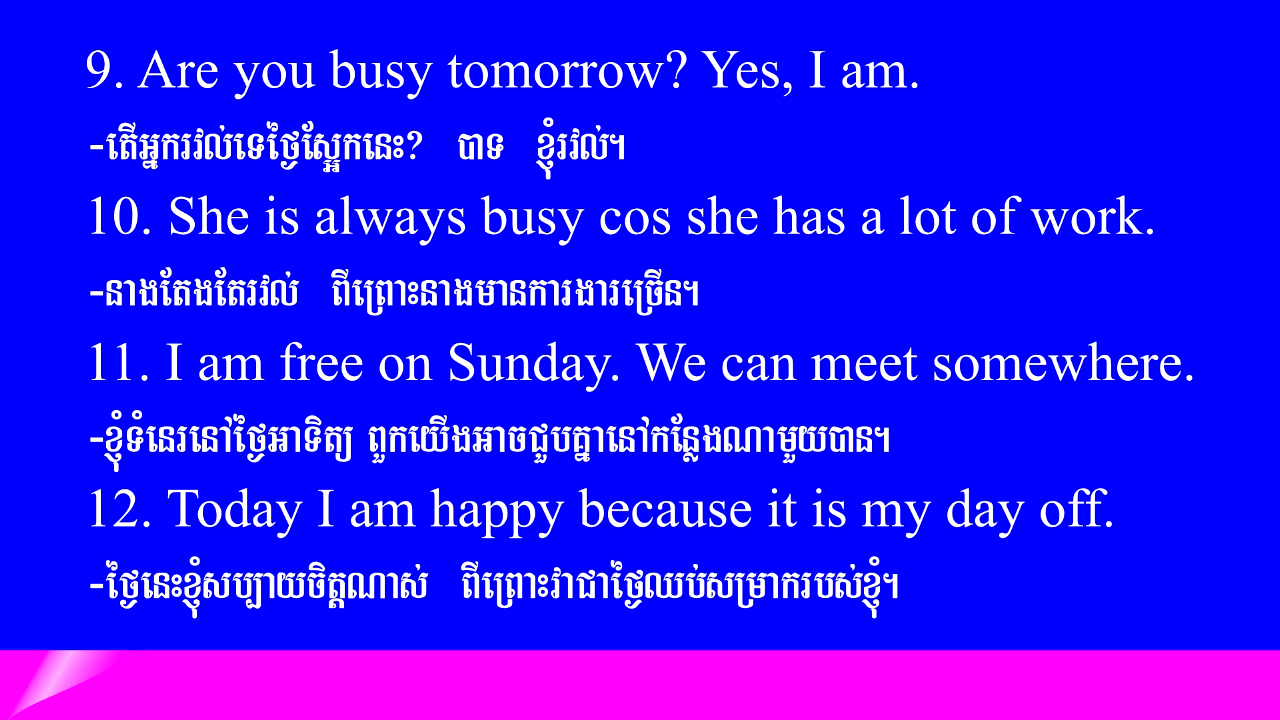 9. Are you busy tomorrow? Yes, I am.
-តើអ្នករវល់ទេថ្ងៃស្អែកនេះ? បាទ ខ្ញុំរវល់។
10. She is always busy cos she has a lot of work.
-នាងតែងតែរវល់ ពីព្រោះនាងមានការងារច្រើន។
11. I am free on Sunday. We can meet somewhere.
-ខ្ញុំទំនេរនៅថ្ងៃអាទិត្យ ពួកយើងអាចជួបគ្នានៅកន្លែងណាមួយបាន។
12. Today I am happy because it is my day off.
-ថ្ងៃនេះខ្ញុំសប្បាយចិត្តណាស់ ពីព្រោះវាជាថ្ងៃឈប់សម្រាករបស់ខ្ញុំ។